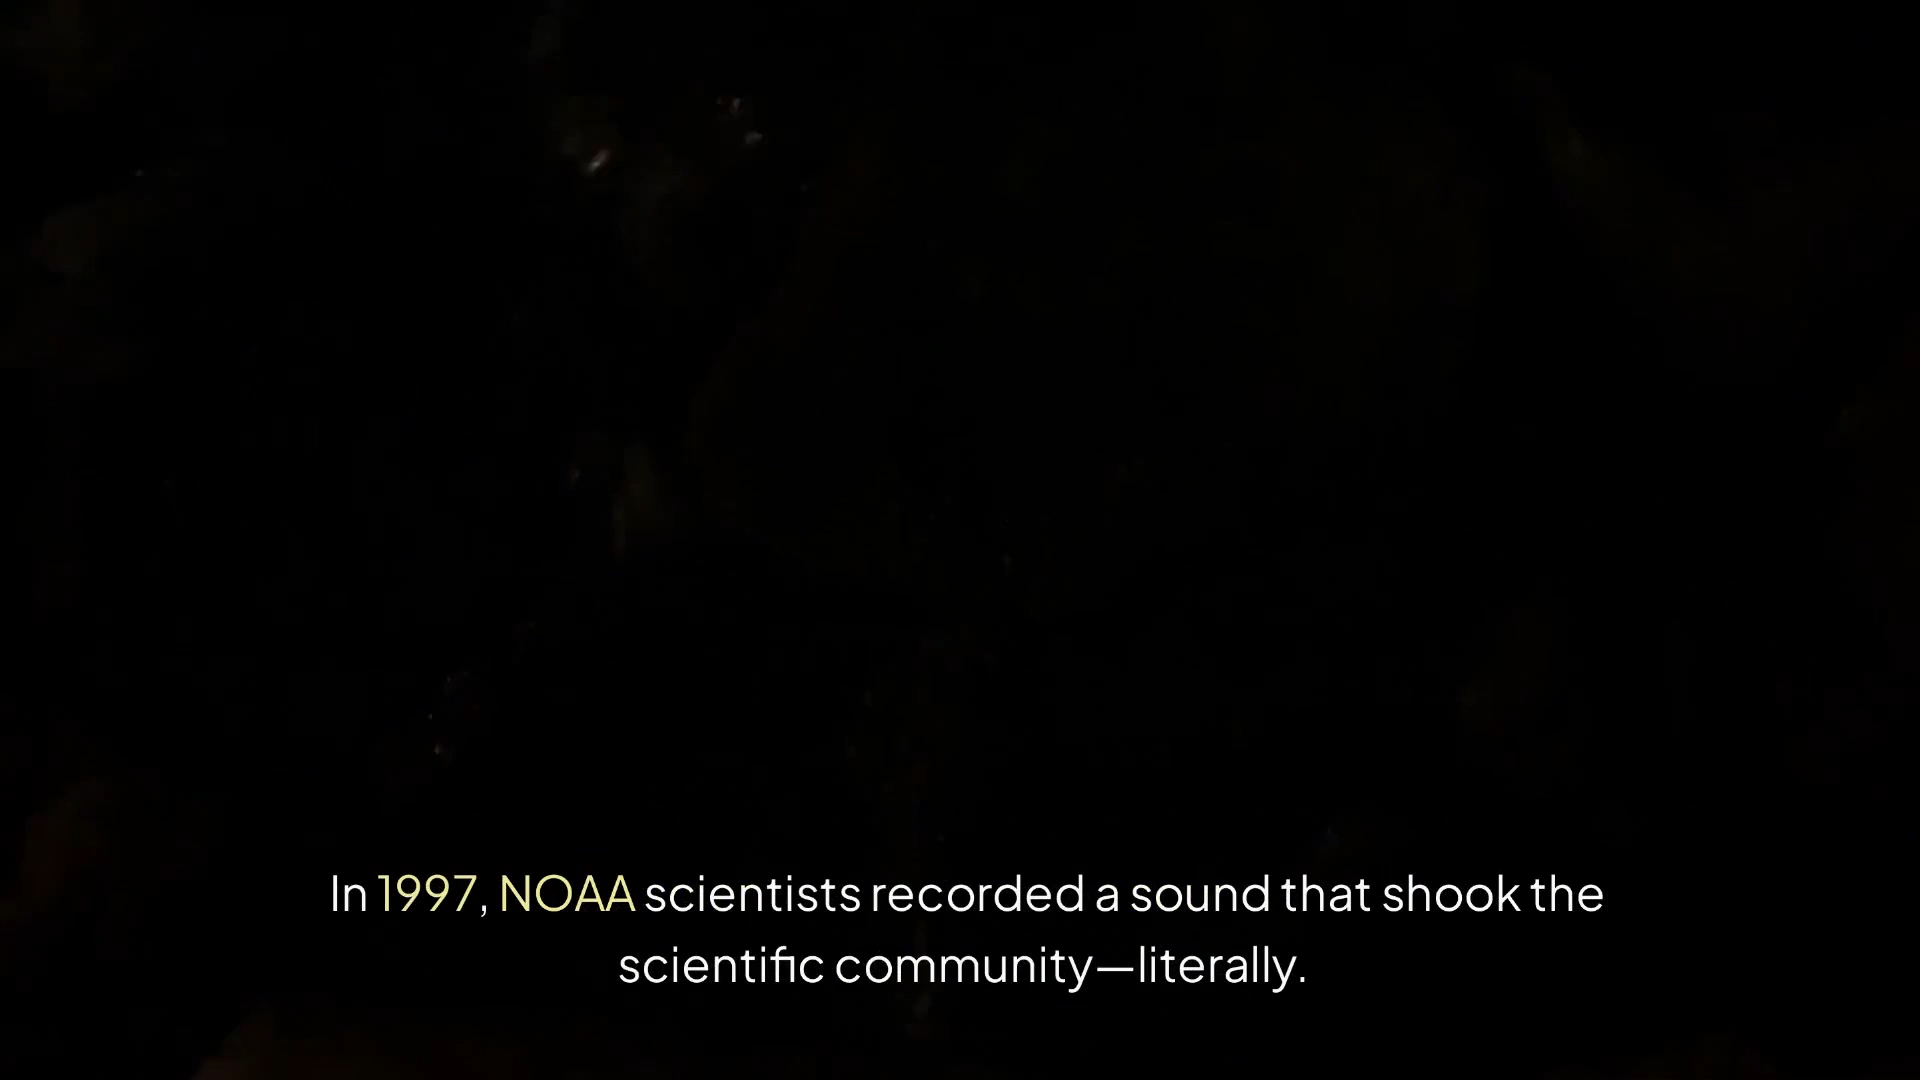 In 1997, NOAA scientists recorded a sound that shook the
scientific community—literally.